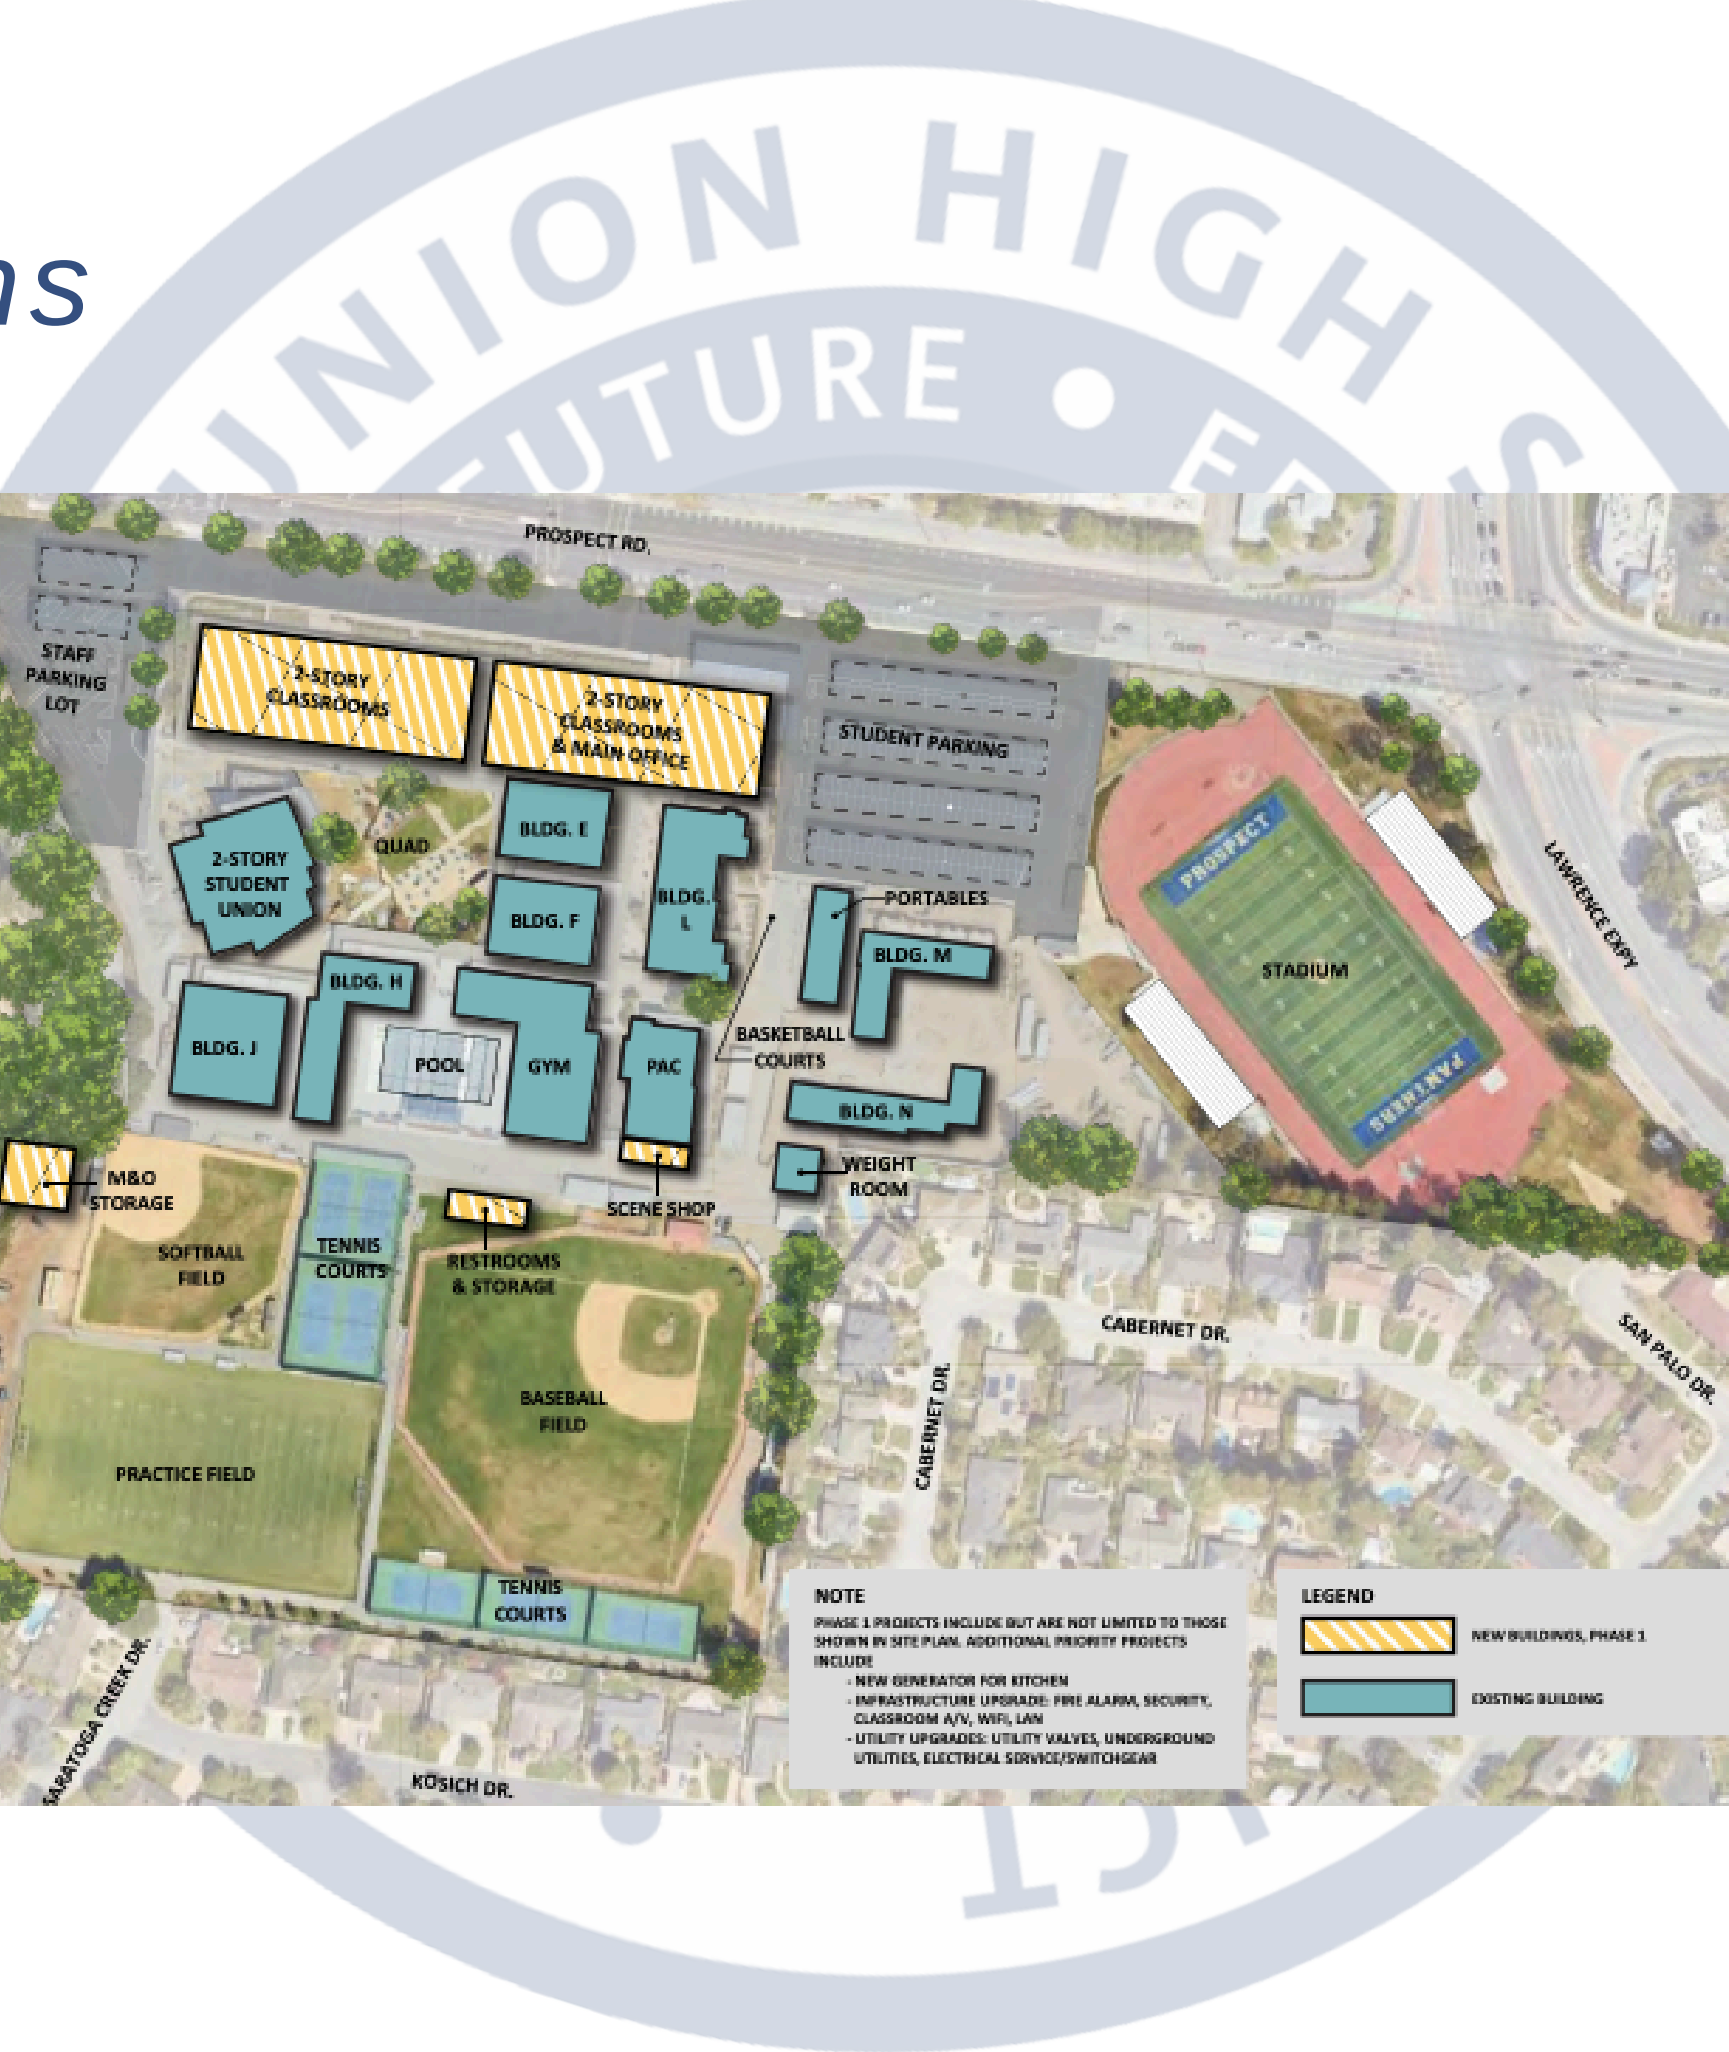 ns
UNION HIGH S
FUTURE • ED
PROSPECT RD.
STAFF
PARKING
LOT
2-STORY
CLASSROOMS
2-STORY
CLASSROOMS
& MAIN OFFICE
STUDENT PARKING
BLDG. E
QUAD
2-STORY
STUDENT
UNION
BLDG. F
BLDG.
L
PORTABLES
BLDG. M
PROSPECT
STADIUM
PANTHERS
LAWRENCE EXPY
BLDG. H
BLDG. J
POOL
GYM
PAC
BASKETBALL
COURTS
BLDG. N
WEIGHT
ROOM
M&O
STORAGE
SCENE SHOP
SOFTBALL
FIELD
TENNIS
COURTS
RESTROOMS
& STORAGE
CABERNET DR.
SAN PALO DR.
CABERNET DR.
BASEBALL
FIELD
PRACTICE FIELD
TENNIS
COURTS
SARATOGA CREEK DR.
KOSICH DR.
NOTE
PHASE 1 PROJECTS INCLUDE BUT ARE NOT LIMITED TO THOSE
SHOWN IN SITE PLAN. ADDITIONAL PRIORITY PROJECTS
INCLUDE
- NEW GENERATOR FOR KITCHEN
- INFRASTRUCTURE UPGRADE: FIRE ALARM, SECURITY,
CLASSROOM A/V, WIFI, LAN
- UTILITY UPGRADES: UTILITY VALVES, UNDERGROUND
UTILITIES, ELECTRICAL SERVICE/SWITCHGEAR
LEGEND
NEW BUILDINGS, PHASE 1
EXISTING BUILDING